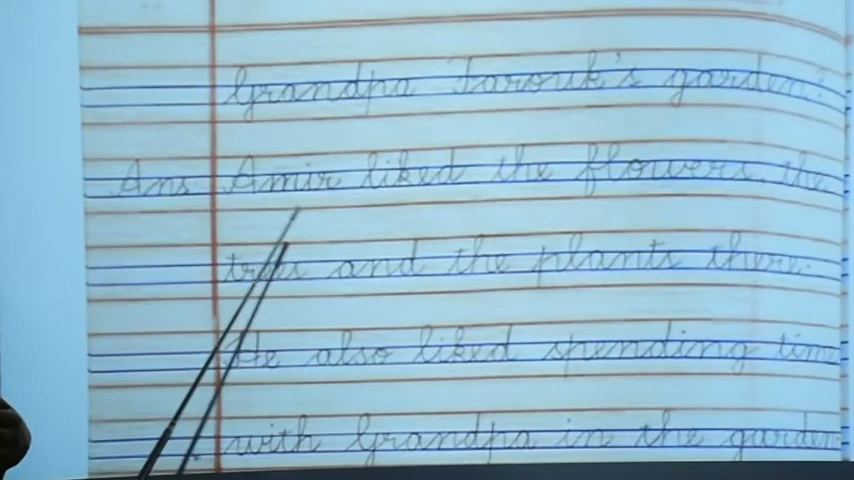 Grandpa Farouk's garden?
Ans Amir liked the flowers, the
trees and the plants there.
He also liked spending time
with Grandpa in the garden.